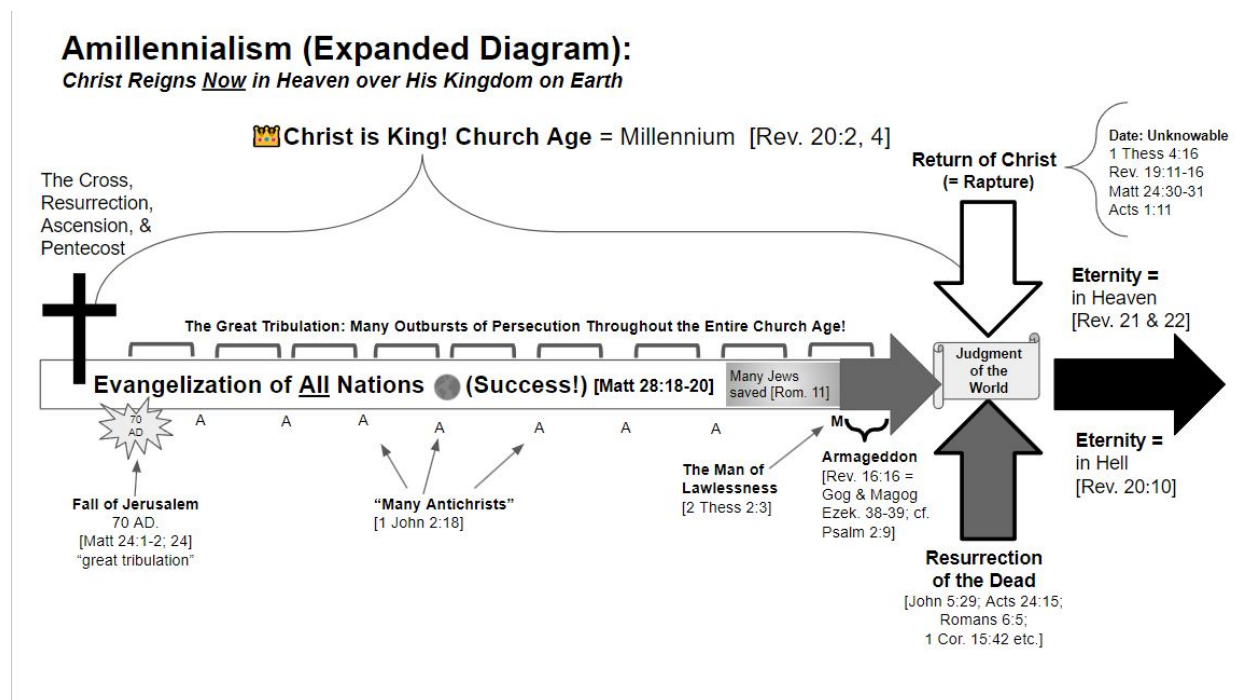 Amillennialism (Expanded Diagram):
Christ Reigns Now in Heaven over His Kingdom on Earth
Christ is King! Church Age = Millennium [Rev. 20:2, 4]
The Cross,
Resurrection,
Ascension, &
Pentecost
Return of Christ
(= Rapture)
Date: Unknowable
1 Thess 4:16
Rev. 19:11-16
Matt 24:30-31
Acts 1:11
The Great Tribulation: Many Outbursts of Persecution Throughout the Entire Church Age!
Evangelization of All Nations (Success!) [Matt 28:18-20]
Many Jews
saved [Rom. 11]
Judgment
of the
World
Eternity =
in Heaven
[Rev. 21 & 22]
Eternity =
in Hell
[Rev. 20:10]
70
AD
A A A A A A A M
Fall of Jerusalem
70 AD.
[Matt 24:1-2; 24]
“great tribulation”
“Many Antichrists”
[1 John 2:18]
The Man of
Lawlessness
[2 Thess 2:3]
Armageddon
[Rev. 16:16 =
Gog & Magog
Ezek. 38-39; cf.
Psalm 2:9]
Resurrection
of the Dead
[John 5:29; Acts 24:15;
Romans 6:5;
1 Cor. 15:42 etc.]